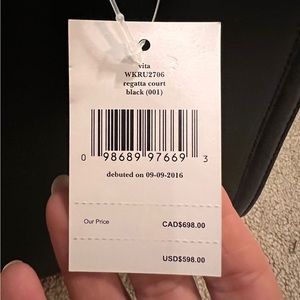 vita
WKRU2706
regatta court
black (001)
0 98689 97669 3
debuted on 09-09-2016
Our Price CAD$698.00
USD$598.00